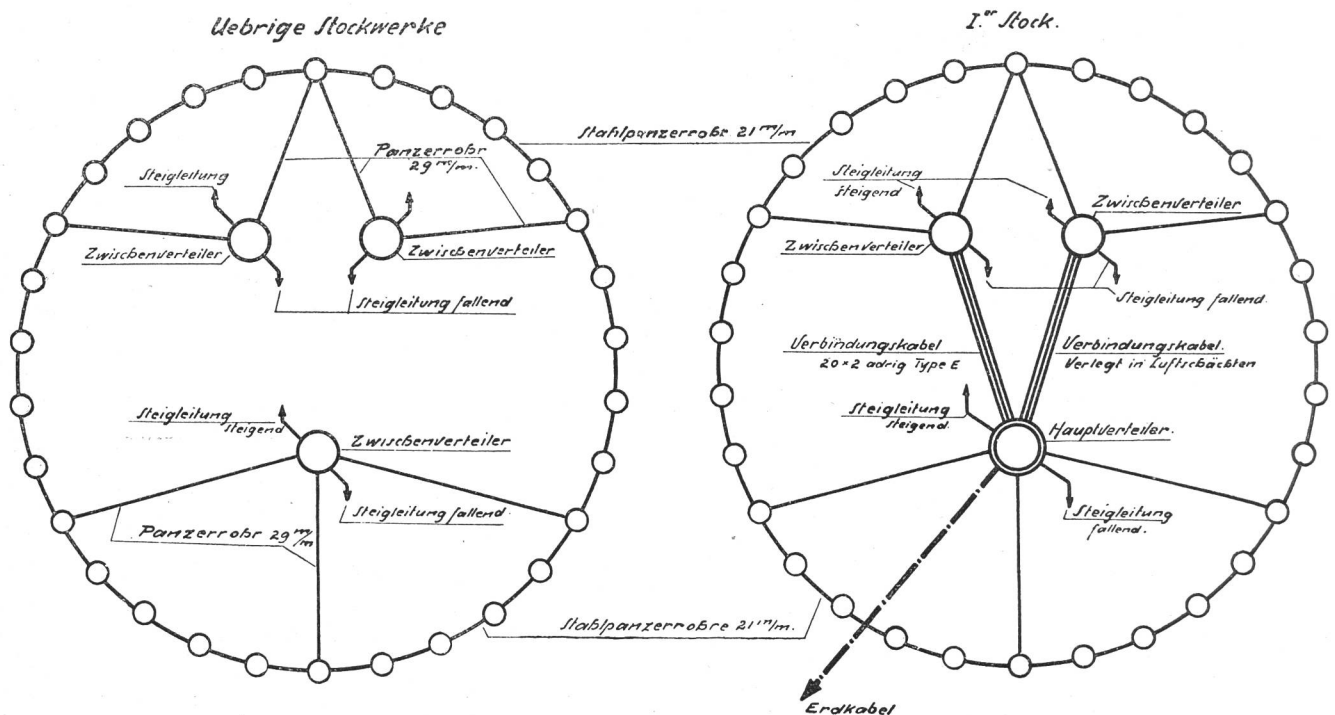 Uebrige Stockwerke
I.er Stock.
Stahlpanzerrohr 21 m/m
Panzerrohr
29 m/m.
Steigleitung
Zwischenverteiler
Zwischenverteiler
Steigleitung fallend
Steigleitung
steigend
Zwischenverteiler
Steigleitung fallend
Panzerrohr 29 m/m
Stahlpanzerrohre 21 m/m.
Steigleitung
steigend
Zwischenverteiler
Zwischenverteiler
Steigleitung fallend.
Verbindungskabel
20×2 adrig Type E
Verbindungskabel.
Verlegt in Luftschächten
Steigleitung
steigend.
Hauptverteiler.
Steigleitung
fallend.
Erdkabel